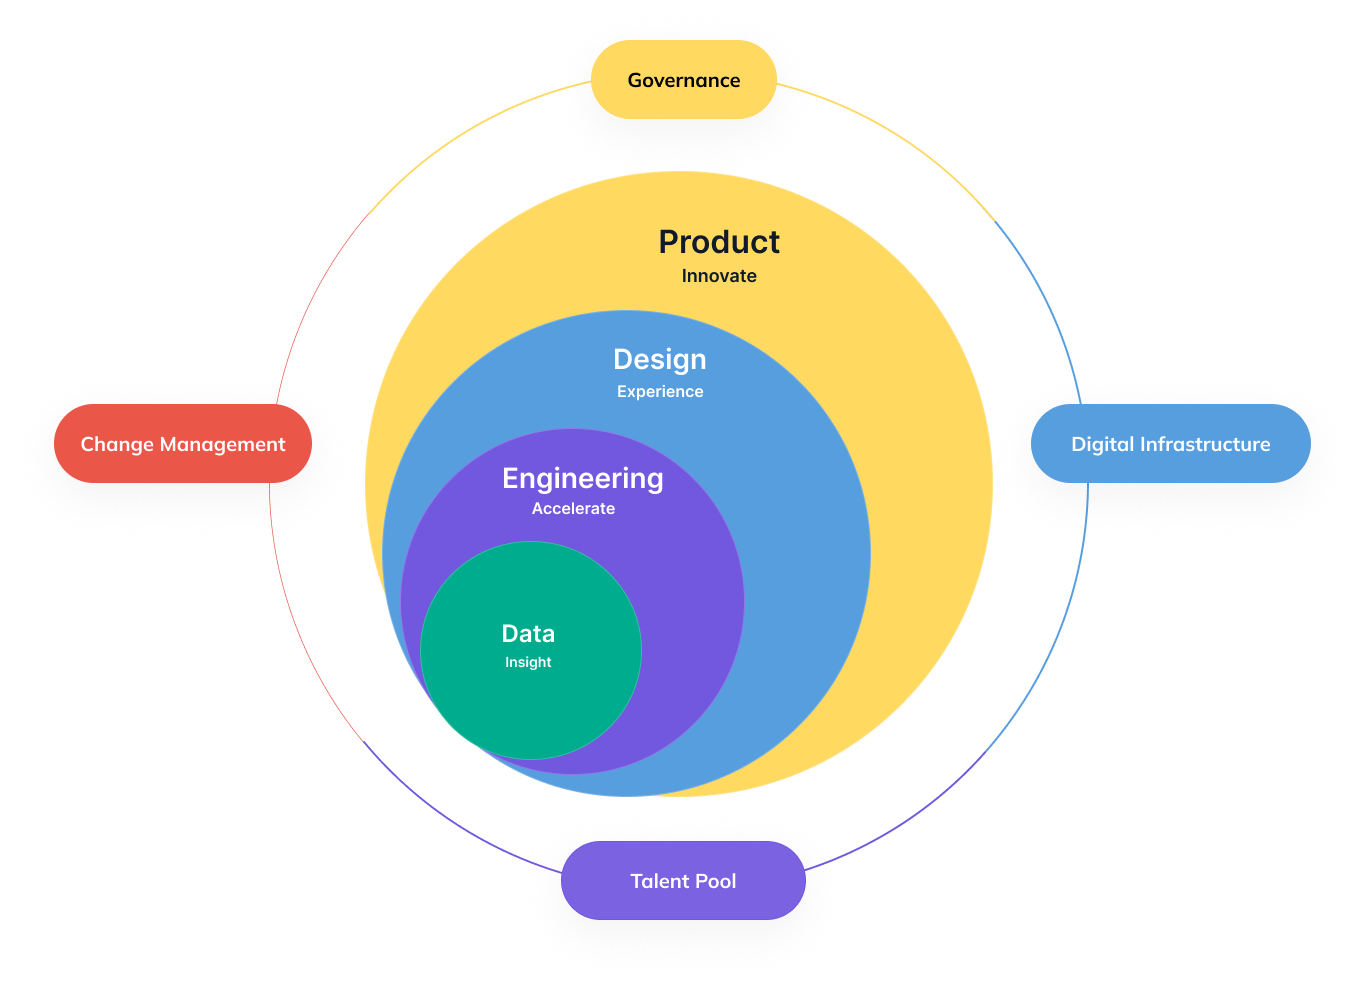 Governance
Product
Innovate
Design
Experience
Change Management
Digital Infrastructure
Engineering
Accelerate
Data
Insight
Talent Pool